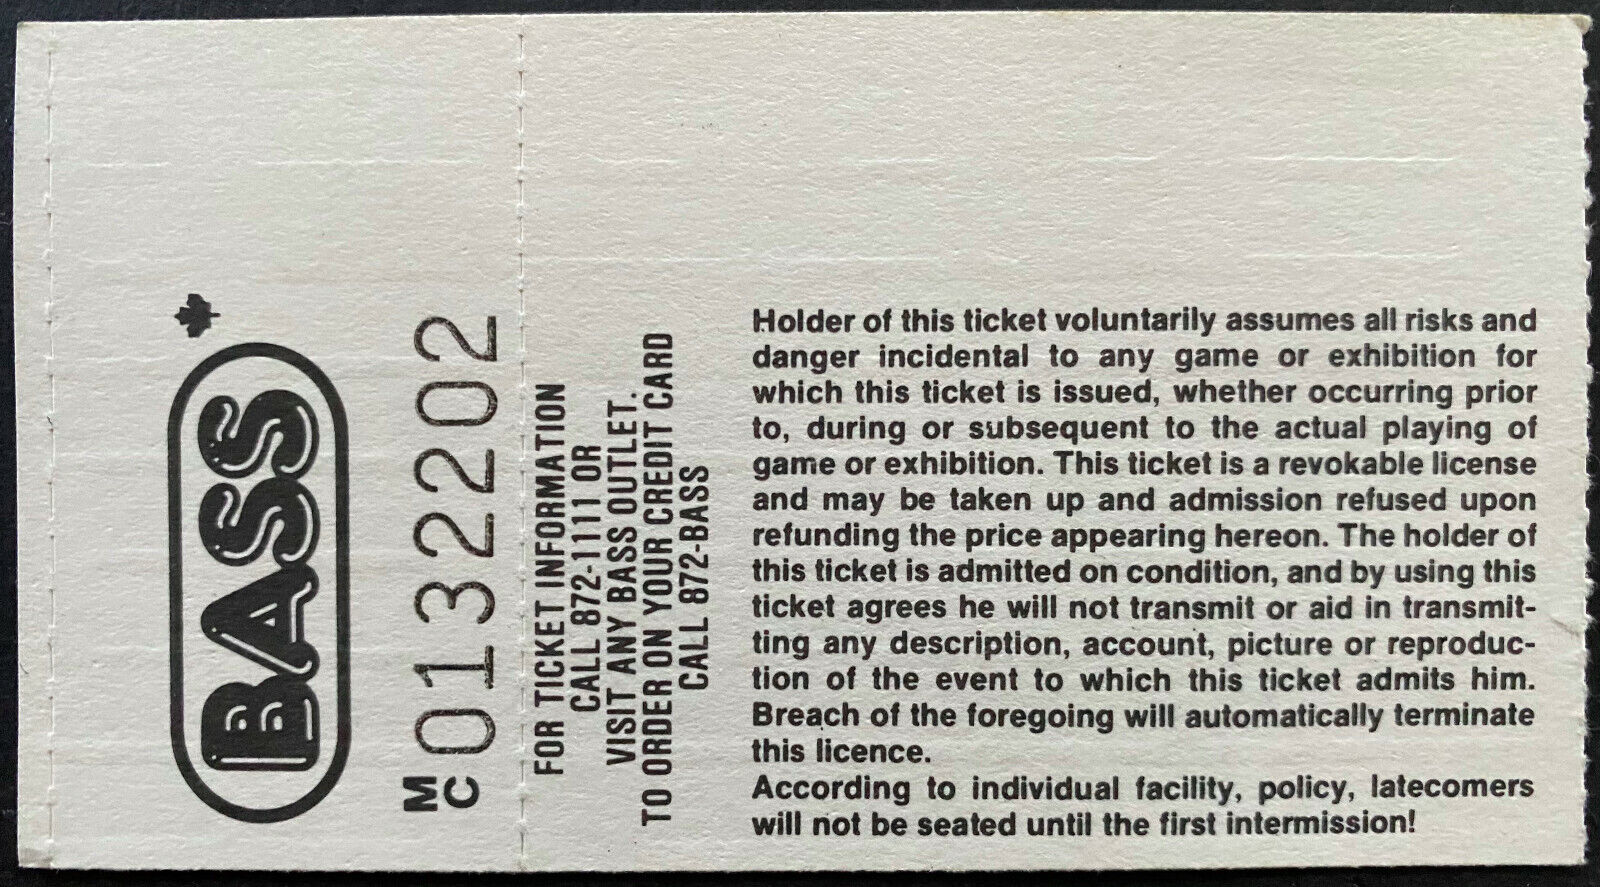 BASS
MC 0132202
FOR TICKET INFORMATION
CALL 872-1111 OR
VISIT ANY BASS OUTLET.
TO ORDER ON YOUR CREDIT CARD
CALL 872-BASS
Holder of this ticket voluntarily assumes all risks and
danger incidental to any game or exhibition for
which this ticket is issued, whether occurring prior
to, during or subsequent to the actual playing of
game or exhibition. This ticket is a revokable license
and may be taken up and admission refused upon
refunding the price appearing hereon. The holder of
this ticket is admitted on condition, and by using this
ticket agrees he will not transmit or aid in transmit-
ting any description, account, picture or reproduc-
tion of the event to which this ticket admits him.
Breach of the foregoing will automatically terminate
this licence.
According to individual facility, policy, latecomers
will not be seated until the first intermission!